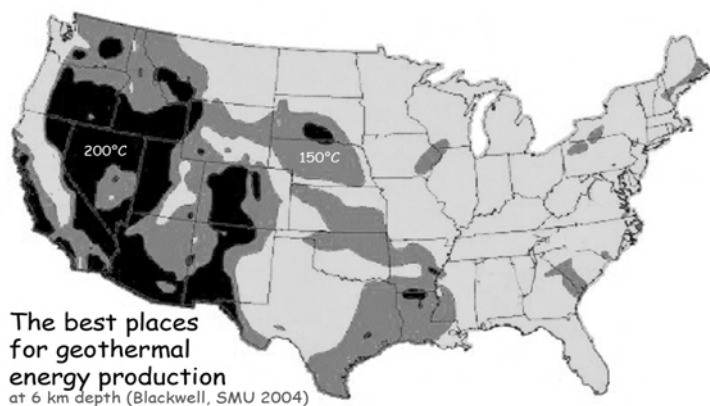 200°C
150°C
The best places
for geothermal
energy production
at 6 km depth (Blackwell, SMU 2004)